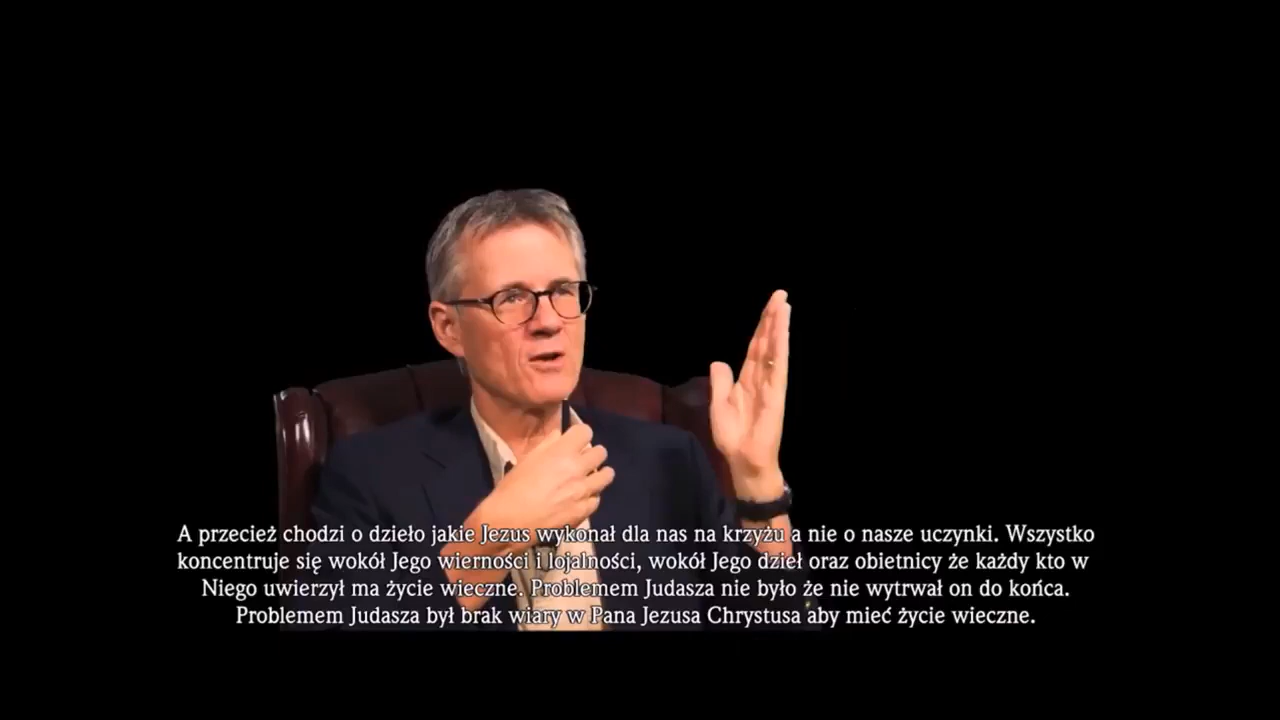 A przecież chodzi o dzieło jakie Jezus wykonał dla nas na krzyżu a nie o nasze uczynki. Wszystko
koncentruje się wokół Jego wierności i lojalności, wokół Jego dzieł oraz obietnicy że każdy kto w
Niego uwierzył ma życie wieczne. Problemem Judasza nie było że nie wytrwał on do końca.
Problemem Judasza był brak wiary w Pana Jezusa Chrystusa aby mieć życie wieczne.